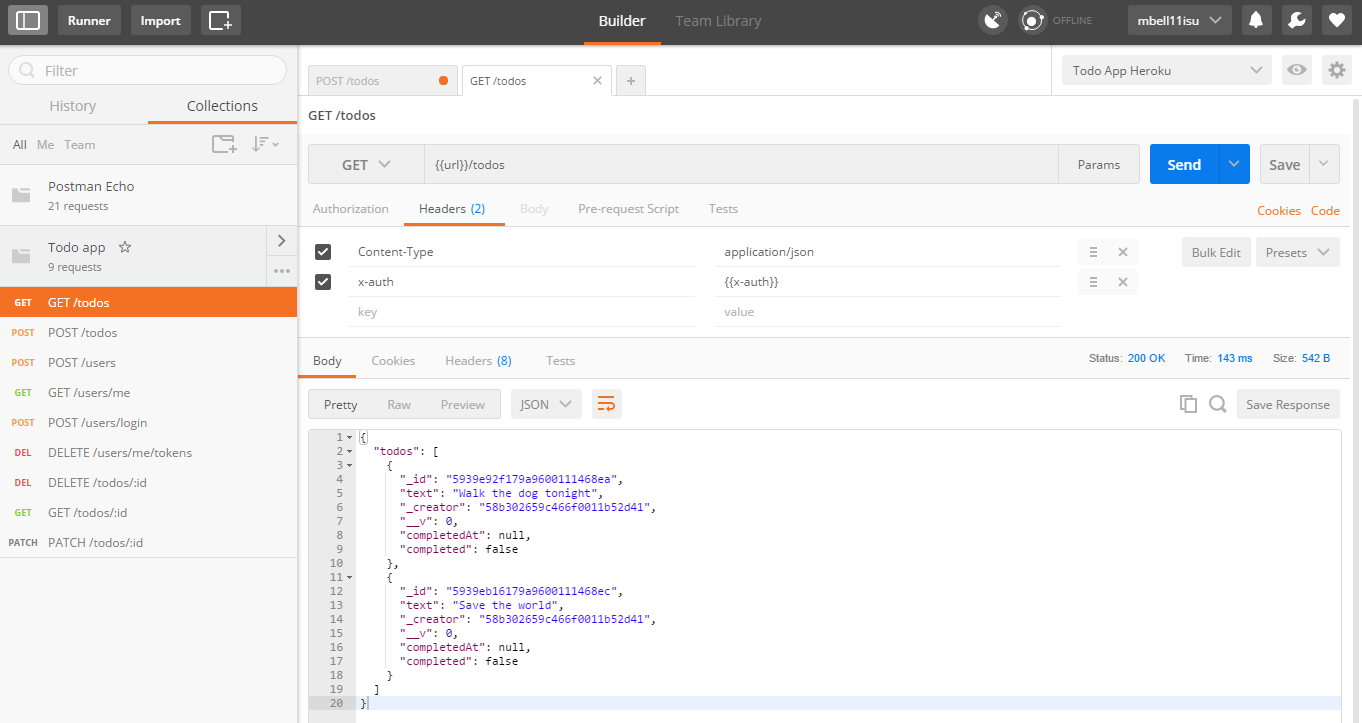 Runner Import Builder Team Library OFFLINE mbell11isu
Filter
History Collections
All Me Team
Postman Echo
21 requests
Todo app
9 requests
GET GET /todos
POST POST /todos
POST POST /users
GET GET /users/me
POST POST /users/login
DEL DELETE /users/me/tokens
DEL DELETE /todos/:id
GET GET /todos/:id
PATCH PATCH /todos/:id
POST /todos GET /todos Todo App Heroku
GET /todos
GET {{url}}/todos Params Send Save
Authorization Headers (2) Body Pre-request Script Tests Cookies Code
Content-Type application/json Bulk Edit Presets
x-auth {{x-auth}}
key value
Body Cookies Headers (8) Tests Status: 200 OK Time: 143 ms Size: 542 B
Pretty Raw Preview JSON Save Response
1 {
2 "todos": [
3 {
4 "_id": "5939e92f179a9600111468ea",
5 "text": "Walk the dog tonight",
6 "_creator": "58b302659c466f0011b52d41",
7 "__v": 0,
8 "completedAt": null,
9 "completed": false
10 },
11 {
12 "_id": "5939eb16179a9600111468ec",
13 "text": "Save the world",
14 "_creator": "58b302659c466f0011b52d41",
15 "__v": 0,
16 "completedAt": null,
17 "completed": false
18 }
19 ]
20 }